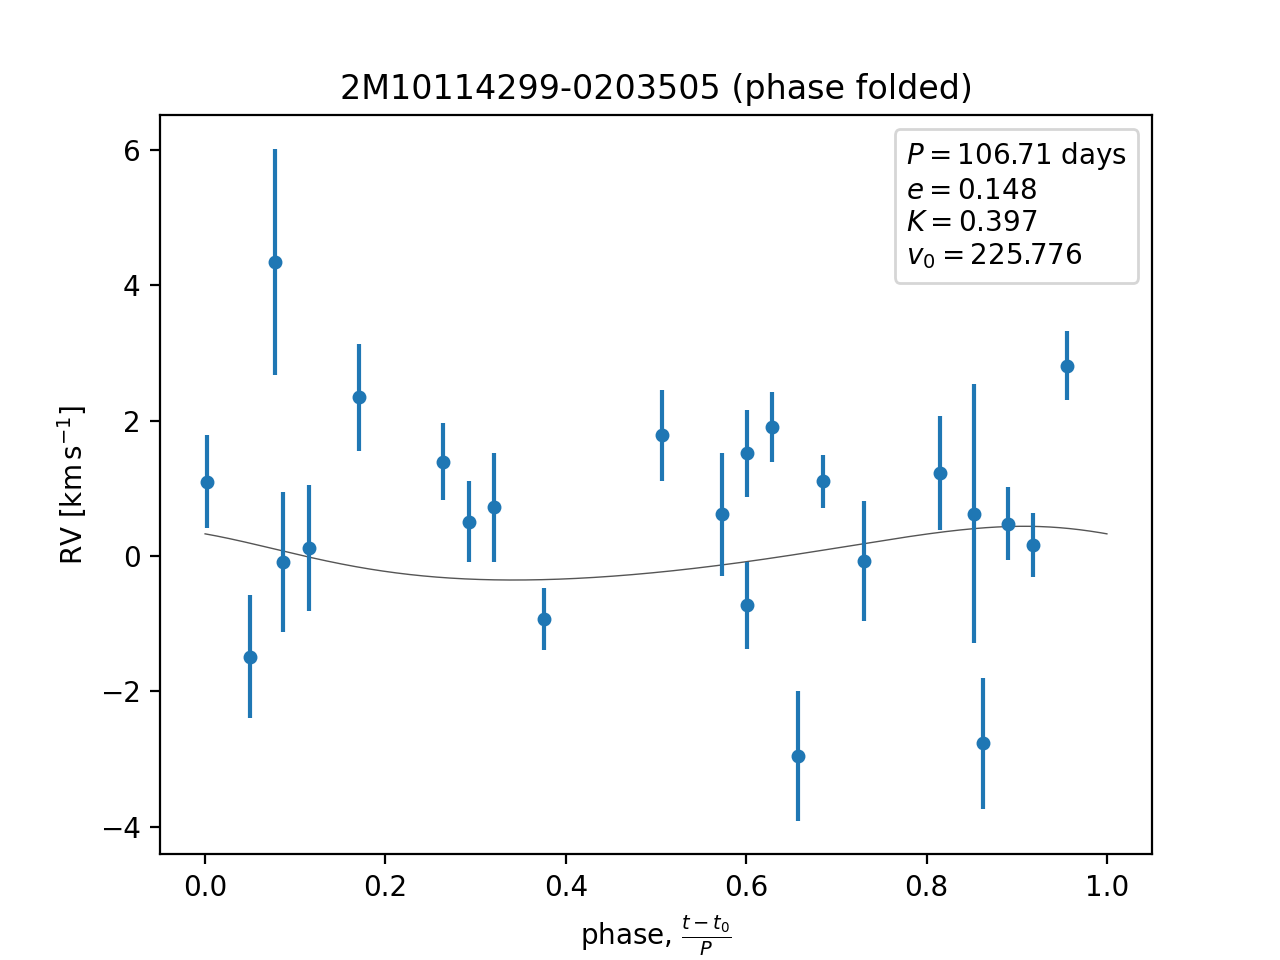 2M10114299-0203505 (phase folded)
P = 106.71 days
e = 0.148
K = 0.397
v₀ = 225.776
RV [km s⁻¹]
6
4
2
0
−2
−4
0.0 0.2 0.4 0.6 0.8 1.0
phase, (t − t₀)/P